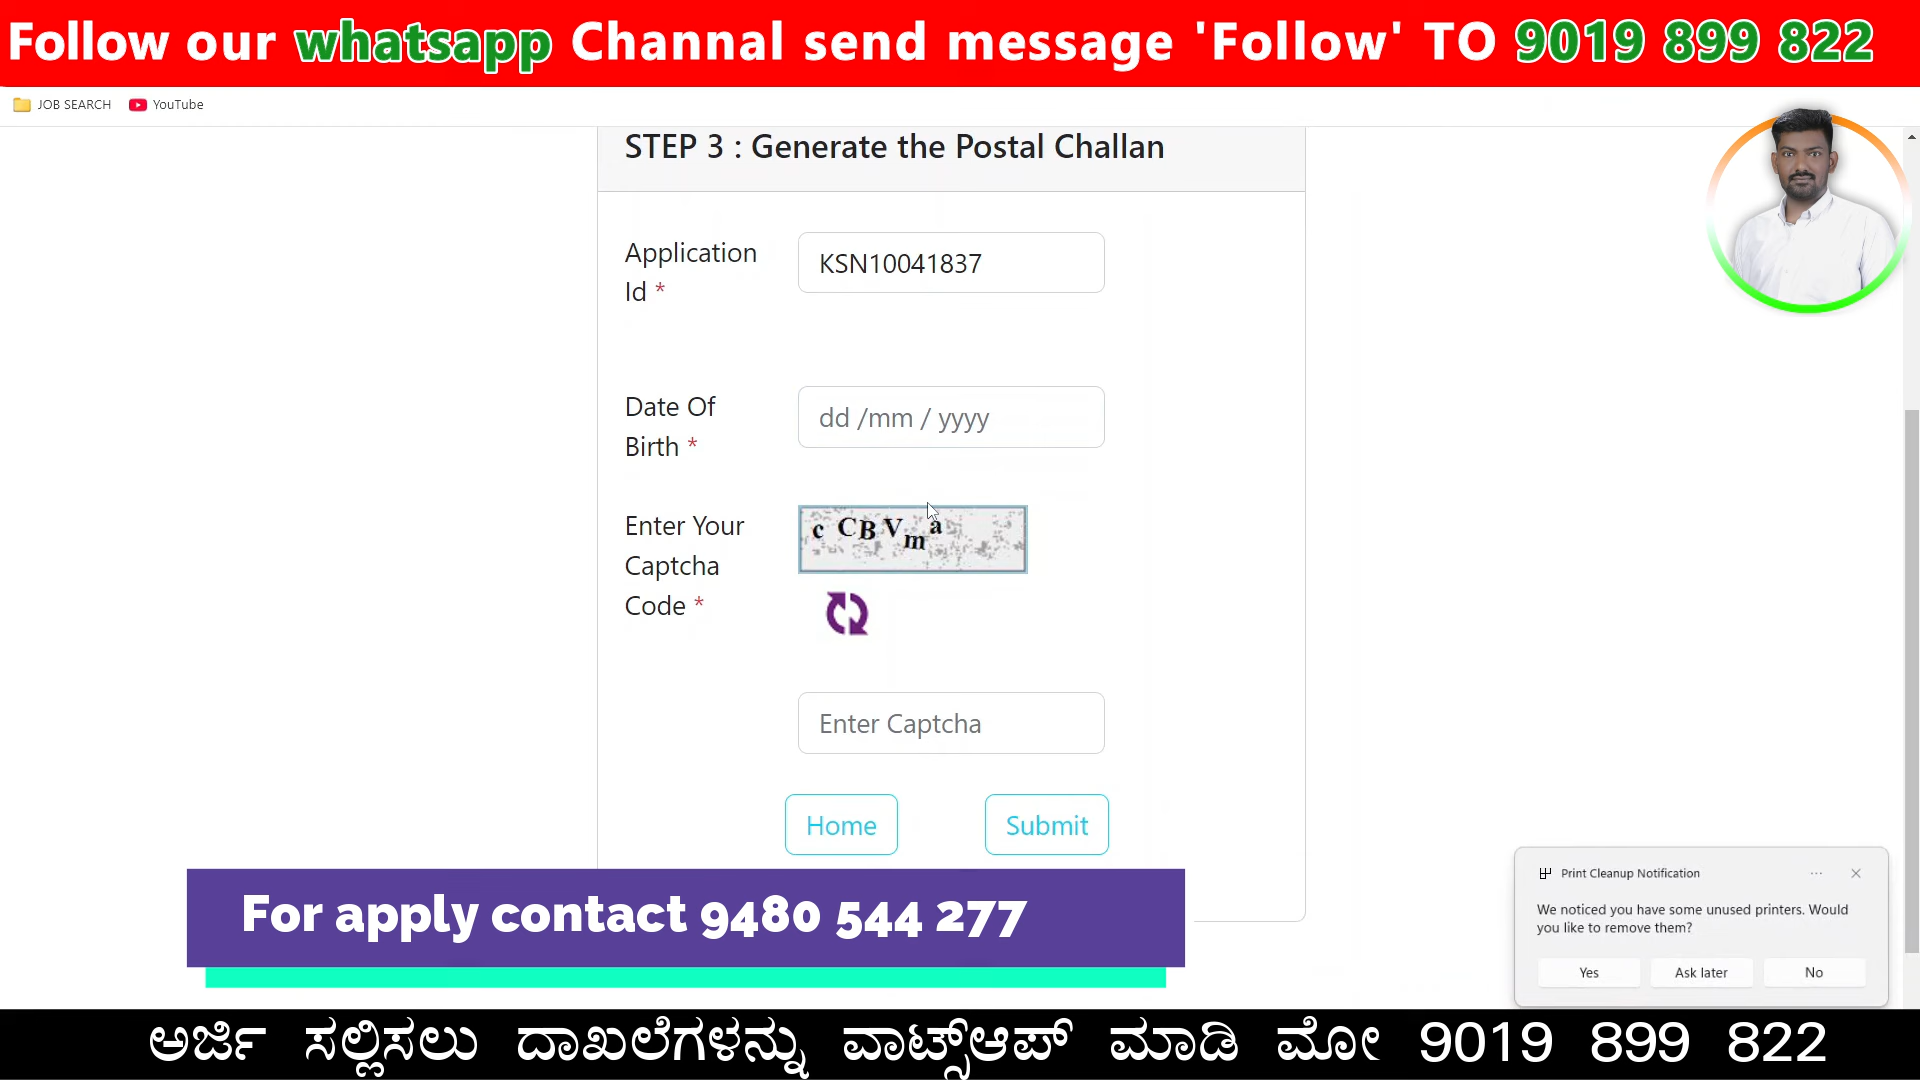 Follow our whatsapp Channal send message 'Follow' TO 9019 899 822
JOB SEARCH YouTube
STEP 3 : Generate the Postal Challan
Application
Id *
KSN10041837
Date Of
Birth *
dd /mm / yyyy
Enter Your
Captcha
Code *
c C B V m a
Enter Captcha
Home
Submit
For apply contact 9480 544 277
Print Cleanup Notification
We noticed you have some unused printers. Would
you like to remove them?
Yes Ask later No
ಅರ್ಜಿ ಸಲ್ಲಿಸಲು ದಾಖಲೆಗಳನ್ನು ವಾಟ್ಸ್ಆಪ್ ಮಾಡಿ ಮೋ 9019 899 822